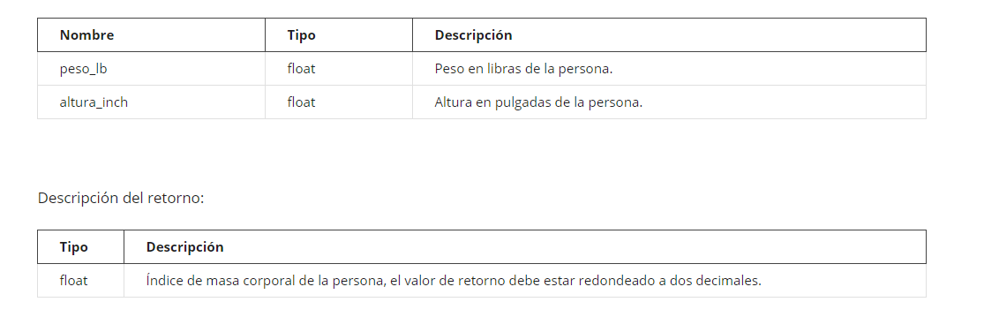 Nombre Tipo Descripción
peso_lb float Peso en libras de la persona.
altura_inch float Altura en pulgadas de la persona.
Descripción del retorno:
Tipo Descripción
float Índice de masa corporal de la persona, el valor de retorno debe estar redondeado a dos decimales.